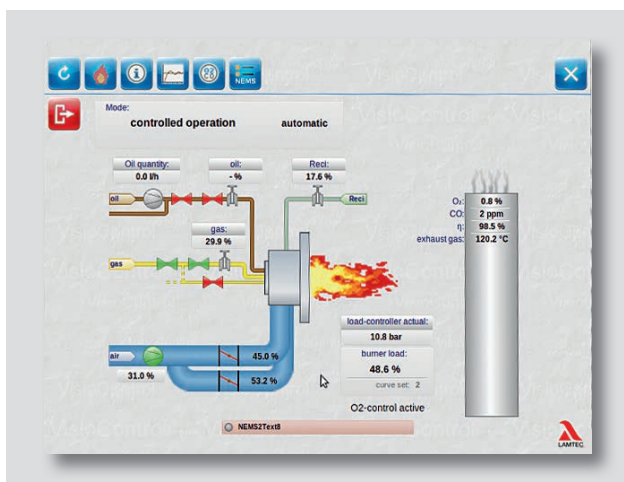 NEMS
Mode:
controlled operation automatic
Oil quantity: oil: Reci:
0.0 l/h - % 17.6 %
oil
Reci
gas:
29.9 %
gas
O₂: 0.8 %
CO: 2 ppm
η: 98.5 %
exhaust gas: 120.2 °C
load-controller actual:
10.8 bar
burner load:
48.6 %
curve set: 2
air
45.0 %
31.0 %
53.2 %
O2-control active
NEMS2Text8
LAMTEC